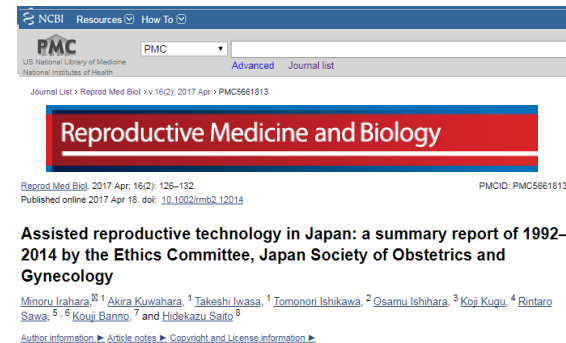 NCBI Resources How To
PMC
US National Library of Medicine
National Institutes of Health
PMC
Advanced Journal list
Journal List > Reprod Med Biol > v.16(2); 2017 Apr > PMC5661813
Reproductive Medicine and Biology
Reprod Med Biol. 2017 Apr; 16(2): 126–132.
PMCID: PMC5661813
Published online 2017 Apr 18. doi: 10.1002/rmb2.12014
Assisted reproductive technology in Japan: a summary report of 1992–
2014 by the Ethics Committee, Japan Society of Obstetrics and
Gynecology
Minoru Irahara,✉ 1 Akira Kuwahara, 1 Takeshi Iwasa, 1 Tomonori Ishikawa, 2 Osamu Ishihara, 3 Koji Kugu, 4 Rintaro
Sawa, 5 , 6 Kouji Banno, 7 and Hidekazu Saito 8
Author information ► Article notes ► Copyright and License information ►